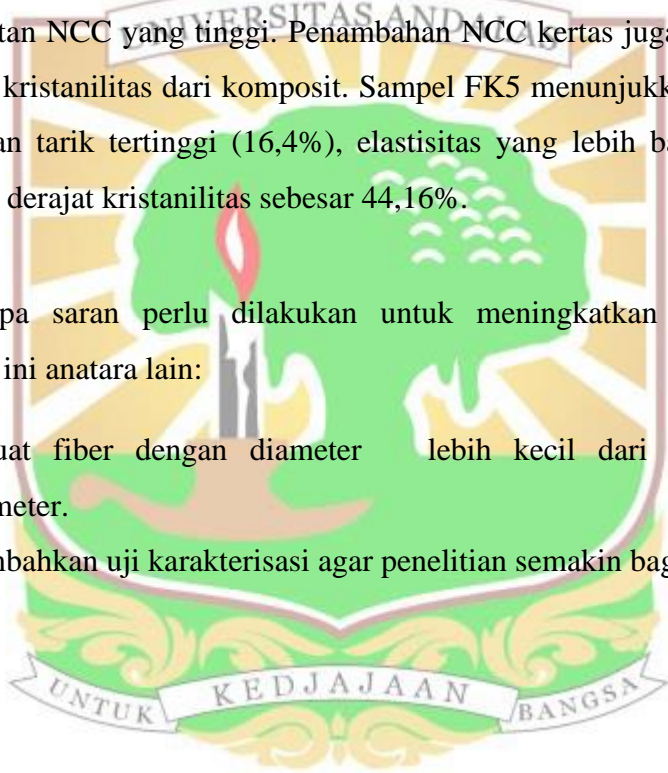 UNIVERSITAS ANDALAS
tan NCC yang tinggi. Penambahan NCC kertas juga
kristanilitas dari komposit. Sampel FK5 menunjukk
an tarik tertinggi (16,4%), elastisitas yang lebih ba
derajat kristanilitas sebesar 44,16%.
pa saran perlu dilakukan untuk meningkatkan
ini anatara lain:
uat fiber dengan diameter lebih kecil dari
meter.
mbahkan uji karakterisasi agar penelitian semakin bag
UNTUK KEDJAJAAN BANGSA